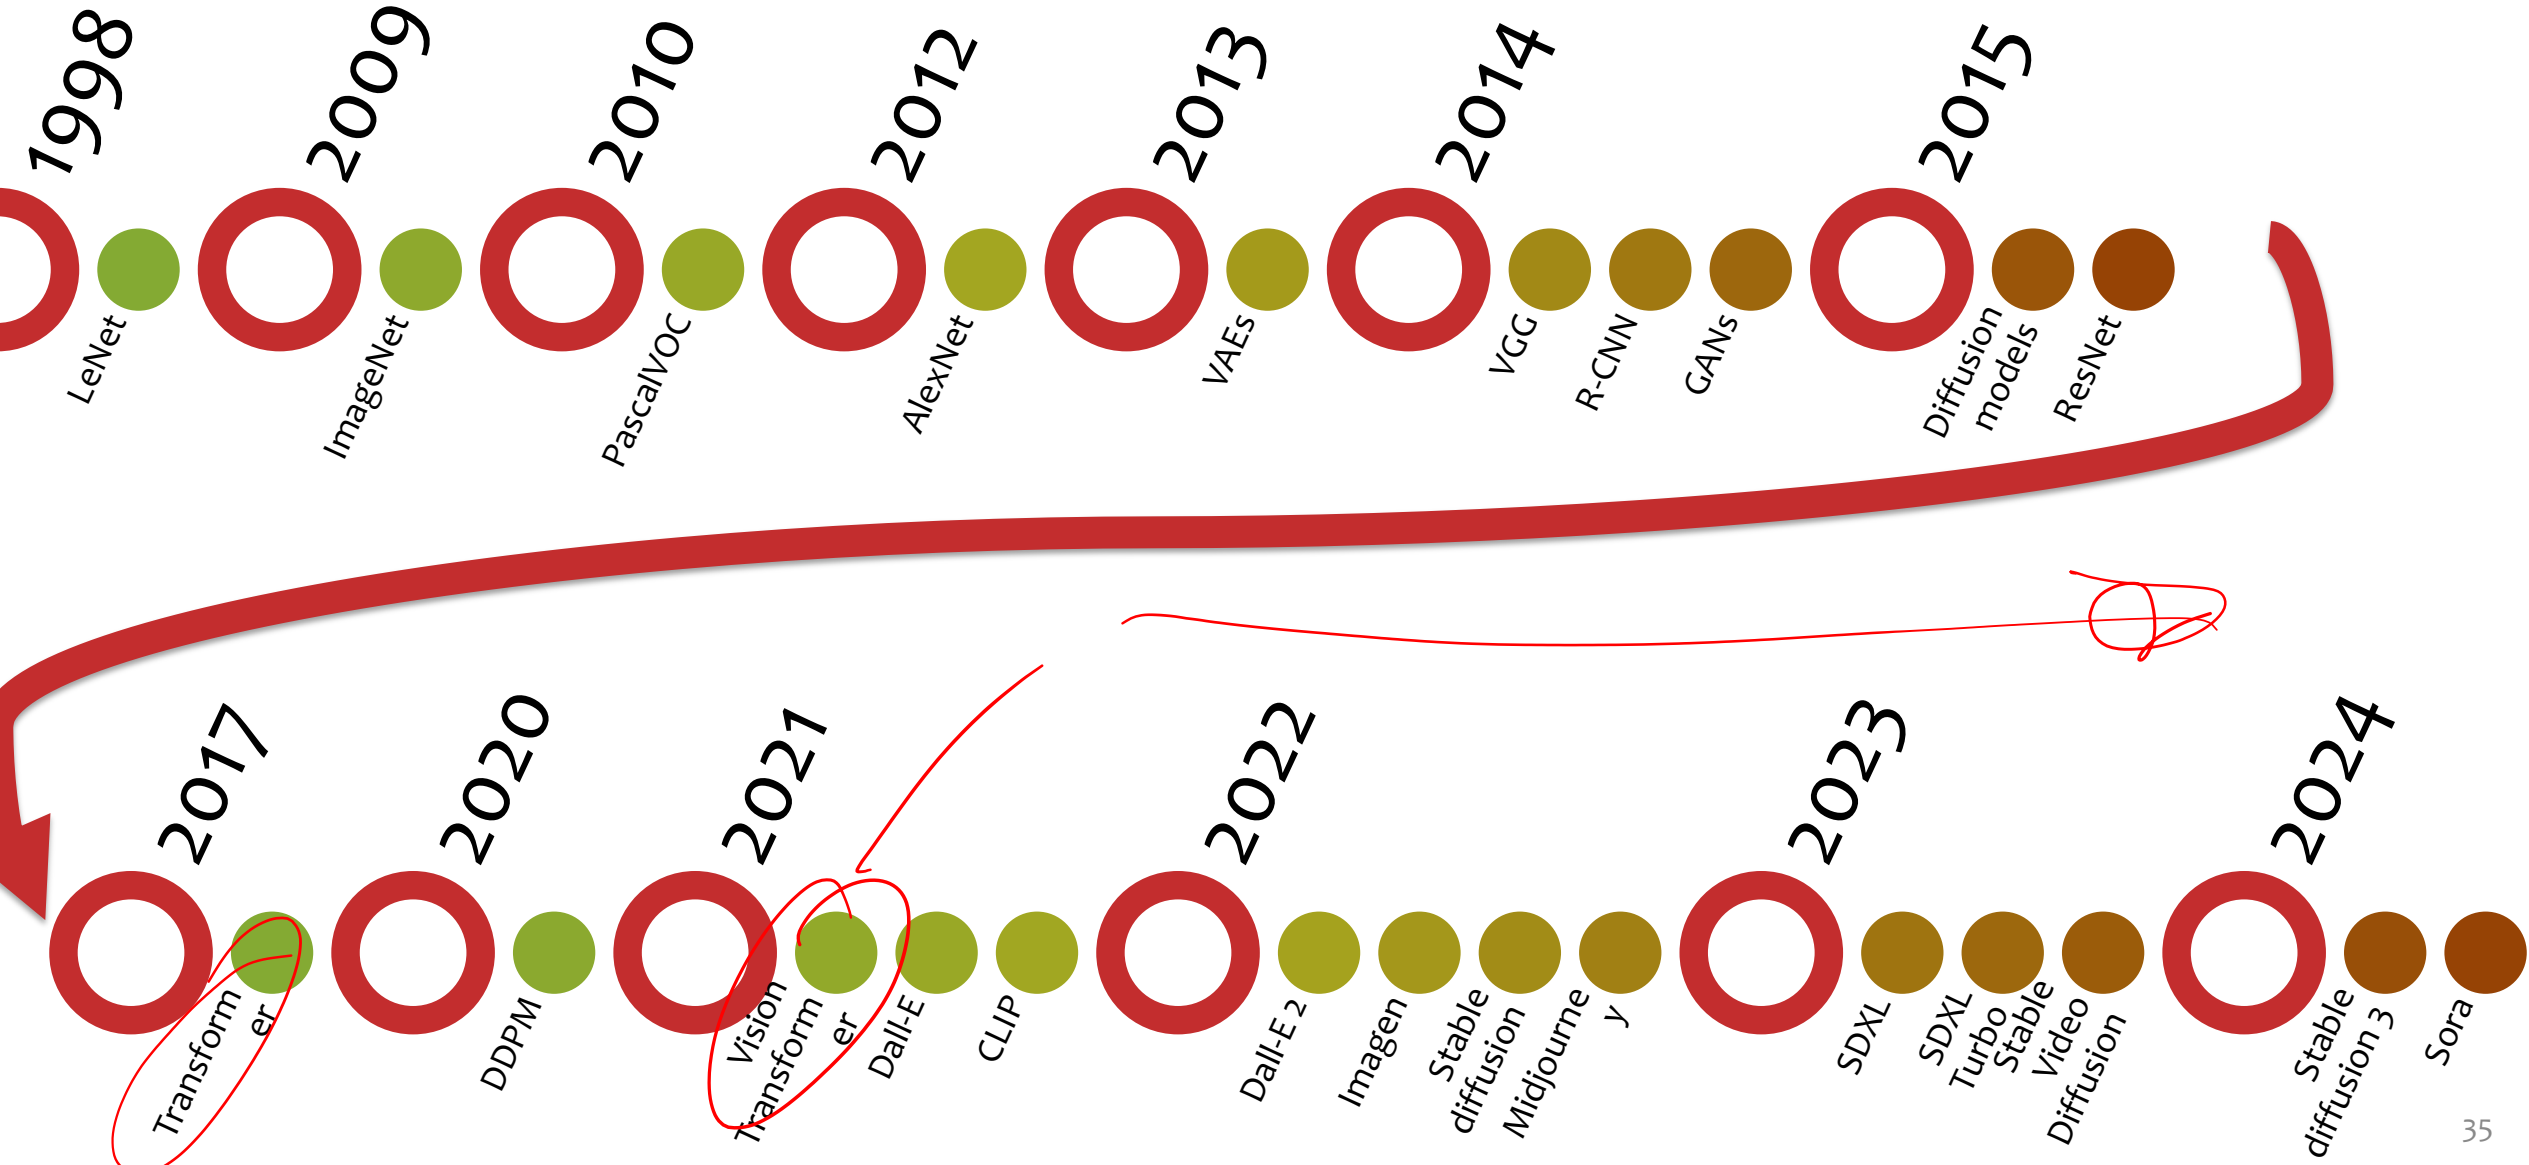 1998
LeNet
2009
ImageNet
2010
PascalVOC
2012
AlexNet
2013
VAEs
2014
VGG
R-CNN
GANs
2015
Diffusion
models
ResNet
2017
Transform
er
2020
DDPM
2021
Vision
Transform
er
Dall-E
CLIP
2022
Dall-E 2
Imagen
Stable
diffusion
Midjourne
y
2023
SDXL
SDXL
Turbo
Stable
Video
Diffusion
2024
Stable
diffusion 3
Sora
35